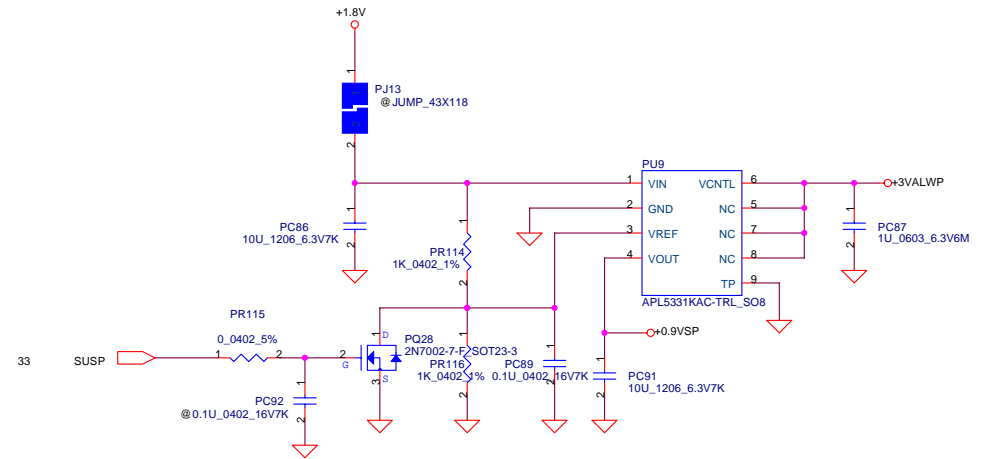 +1.8V
1
PJ13
@JUMP_43X118
1
2
2
PU9
1 VIN VCNTL 6
+3VALWP
2 GND NC 5
3 VREF NC 7
4 VOUT NC 8
TP 9
APL5331KAC-TRL_SO8
1
PC86
10U_1206_6.3V7K
2
1
PR114
1K_0402_1%
2
1
PC87
1U_0603_6.3V6M
2
+0.9VSP
PR115
0_0402_5%
33 SUSP 1 2
1
D
PQ28
2N7002-7-F_SOT23-3
2
G
S
3
1
PR116
1K_0402_1%
2
1
PC89
0.1U_0402_16V7K
2
1
PC91
10U_1206_6.3V7K
2
1
PC92
@0.1U_0402_16V7K
2